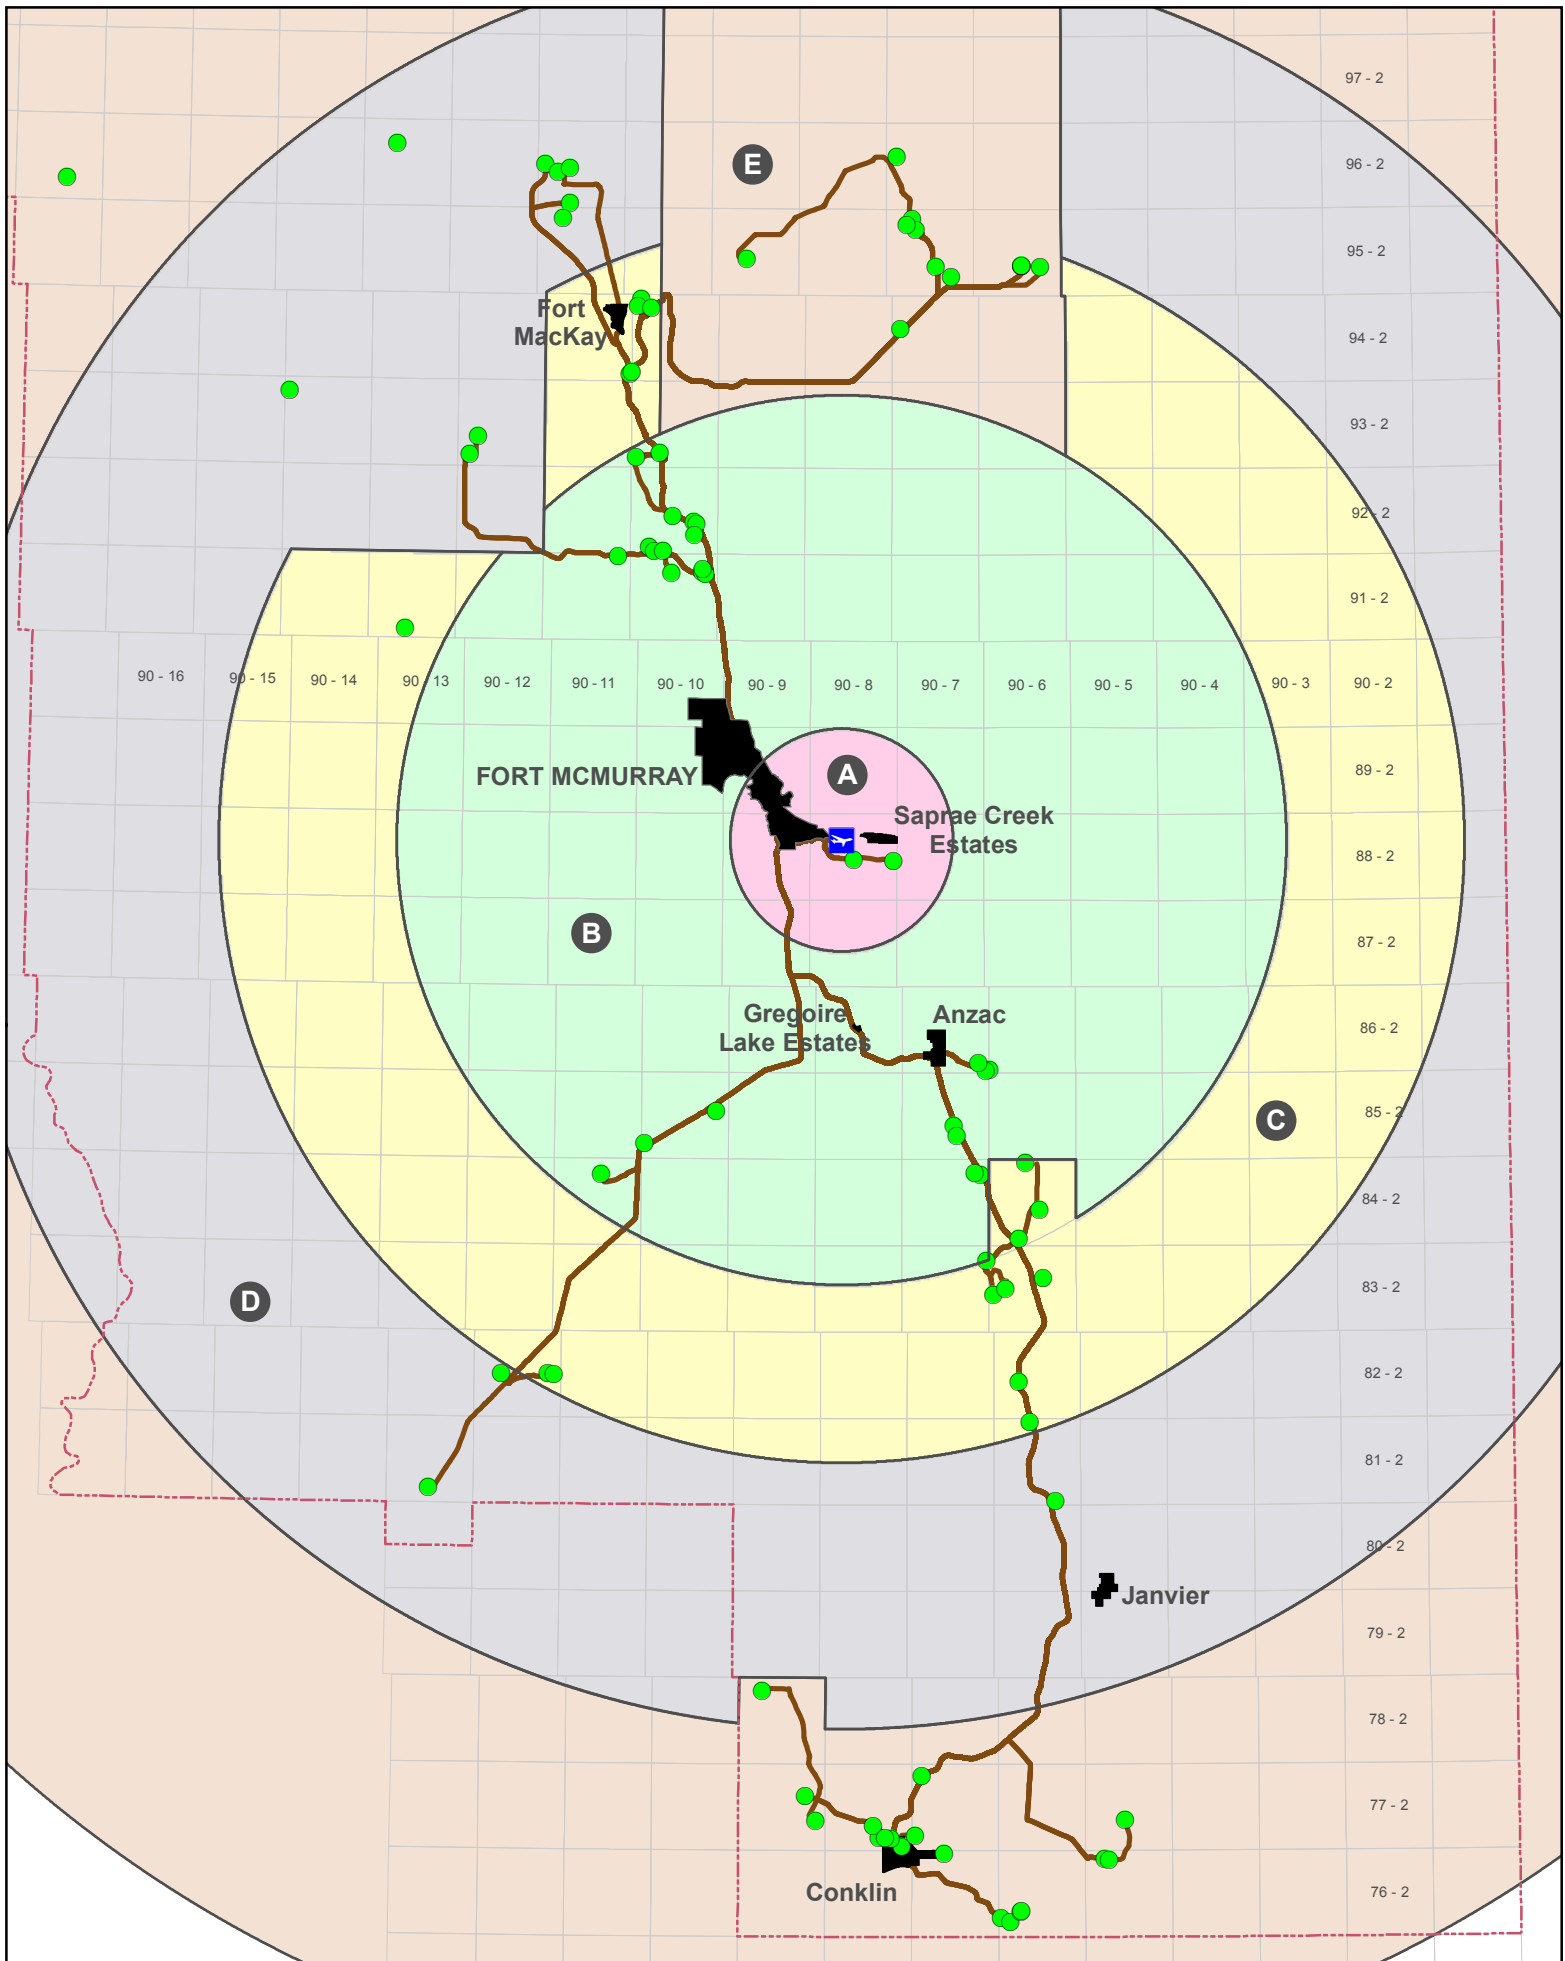 97 - 2
E
96 - 2
95 - 2
Fort
MacKay
94 - 2
93 - 2
92 - 2
91 - 2
90 - 16
90 - 15
90 - 14
90 - 13
90 - 12
90 - 11
90 - 10
90 - 9
90 - 8
90 - 7
90 - 6
90 - 5
90 - 4
90 - 3
90 - 2
FORT MCMURRAY
A
89 - 2
Saprae Creek
Estates
88 - 2
B
87 - 2
Gregoire
Lake Estates
Anzac
86 - 2
C
85 - 2
84 - 2
D
83 - 2
82 - 2
81 - 2
80 - 2
Janvier
79 - 2
78 - 2
77 - 2
Conklin
76 - 2